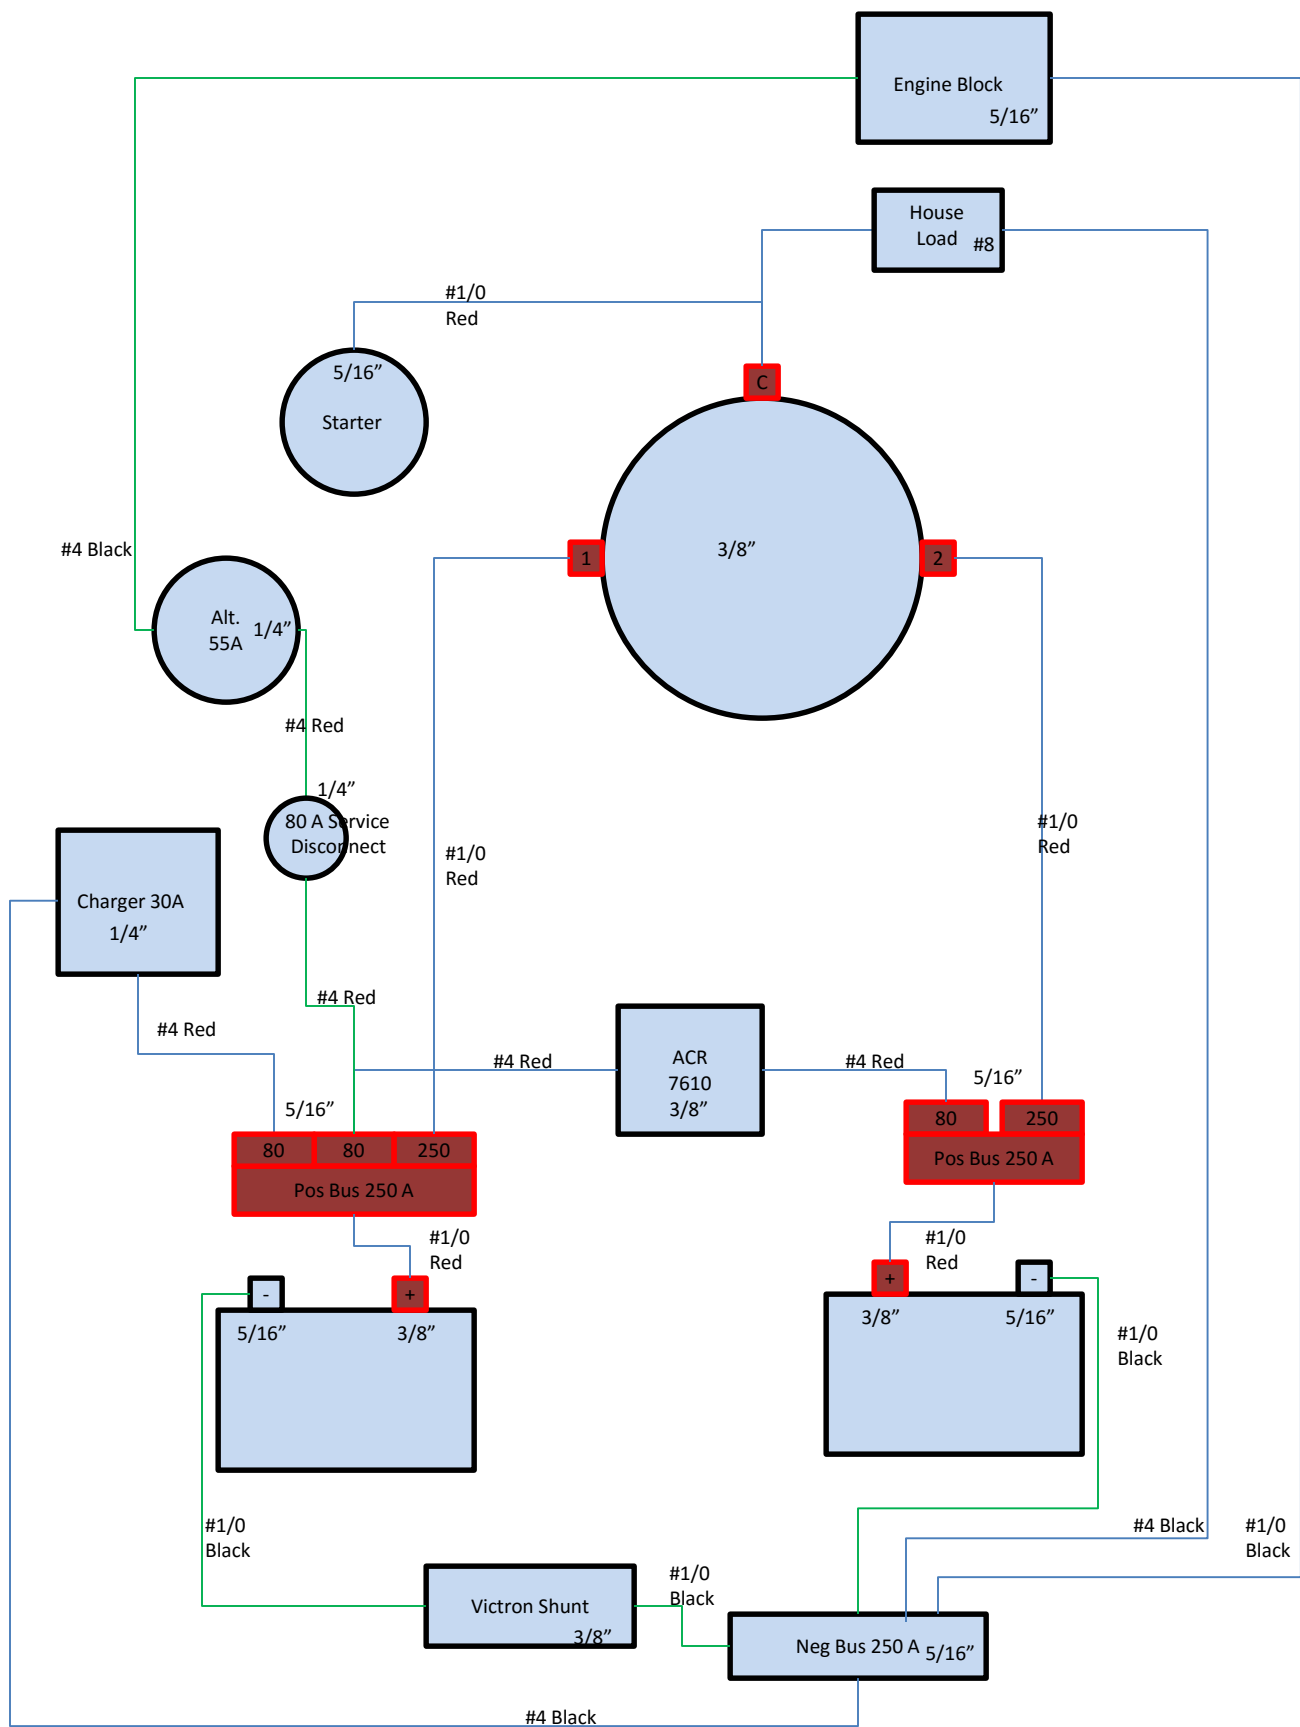 Engine Block
5/16”
House
Load
#8
#1/0
Red
5/16”
Starter
C
#4 Black
1
3/8”
2
Alt.
55A
1/4”
#4 Red
1/4”
80 A Service
Disconnect
#1/0
Red
#1/0
Red
Charger 30A
1/4”
#4 Red
#4 Red
#4 Red
ACR
7610
3/8”
#4 Red
5/16”
5/16”
80
80
250
Pos Bus 250 A
80
250
Pos Bus 250 A
#1/0
Red
#1/0
Red
-
+
5/16”
3/8”
+
-
3/8”
5/16”
#1/0
Black
#1/0
Black
#4 Black
#1/0
Black
Victron Shunt
3/8”
#1/0
Black
Neg Bus 250 A
5/16”
#4 Black